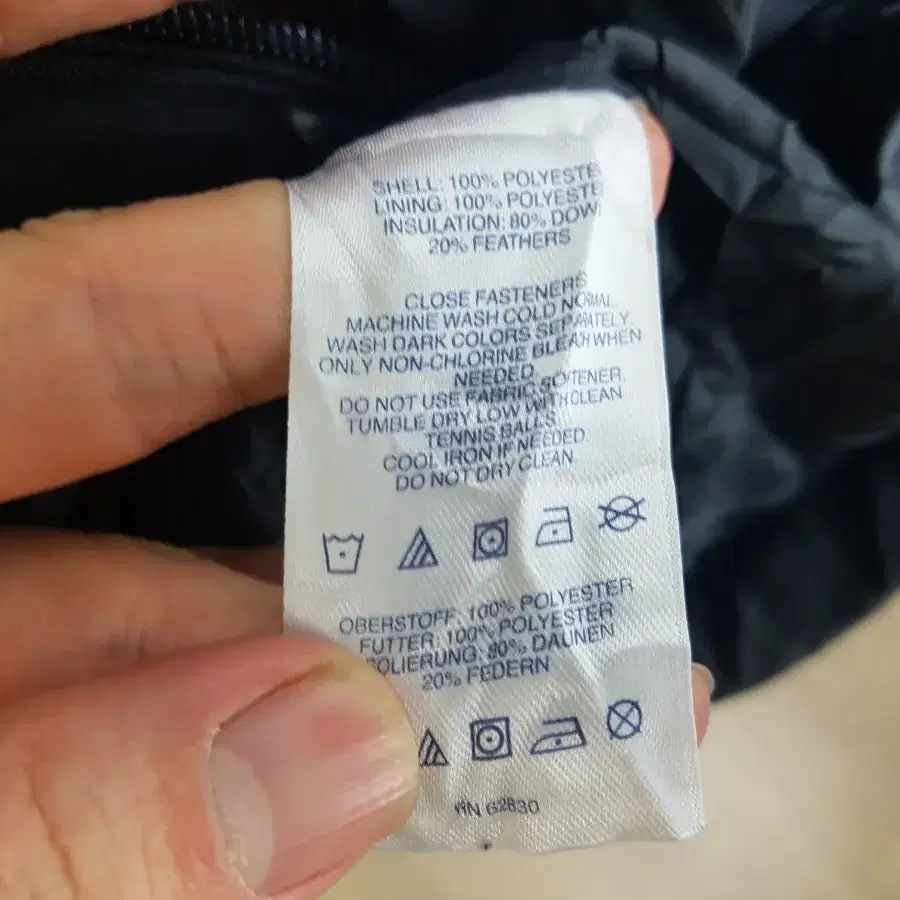 SHELL: 100% POLYESTE
LINING: 100% POLYESTE
INSULATION: 80% DOW
20% FEATHERS
CLOSE FASTENERS
MACHINE WASH COLD NORMAL.
WASH DARK COLORS SEPARATELY.
ONLY NON-CHLORINE BLEACH WHEN
NEEDED.
DO NOT USE FABRIC SOFTENER.
TUMBLE DRY LOW WITH CLEAN
TENNIS BALLS.
COOL IRON IF NEEDED.
DO NOT DRY CLEAN.
OBERSTOFF: 100% POLYESTER
FUTTER: 100% POLYESTER
SOLIERUNG: 80% DAUNEN
20% FEDERN
RN 62830